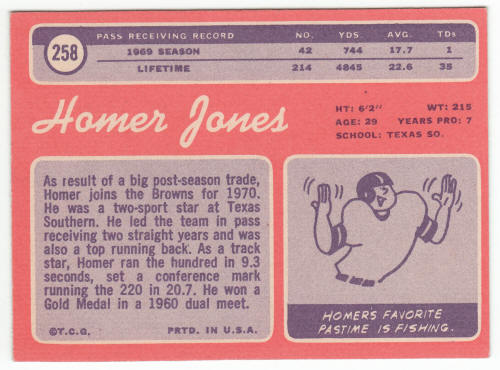 258
PASS RECEIVING RECORD NO. YDS. AVG. TDs
1969 SEASON 42 744 17.7 1
LIFETIME 214 4845 22.6 35
Homer Jones
HT: 6'2" WT: 215
AGE: 29 YEARS PRO: 7
SCHOOL: TEXAS SO.
As result of a big post-season trade,
Homer joins the Browns for 1970.
He was a two-sport star at Texas
Southern. He led the team in pass
receiving two straight years and was
also a top running back. As a track
star, Homer ran the hundred in 9.3
seconds, set a conference mark
running the 220 in 20.7. He won a
Gold Medal in a 1960 dual meet.
©T.C.G. PRTD. IN U.S.A.
HOMERS FAVORITE
PASTIME IS FISHING.